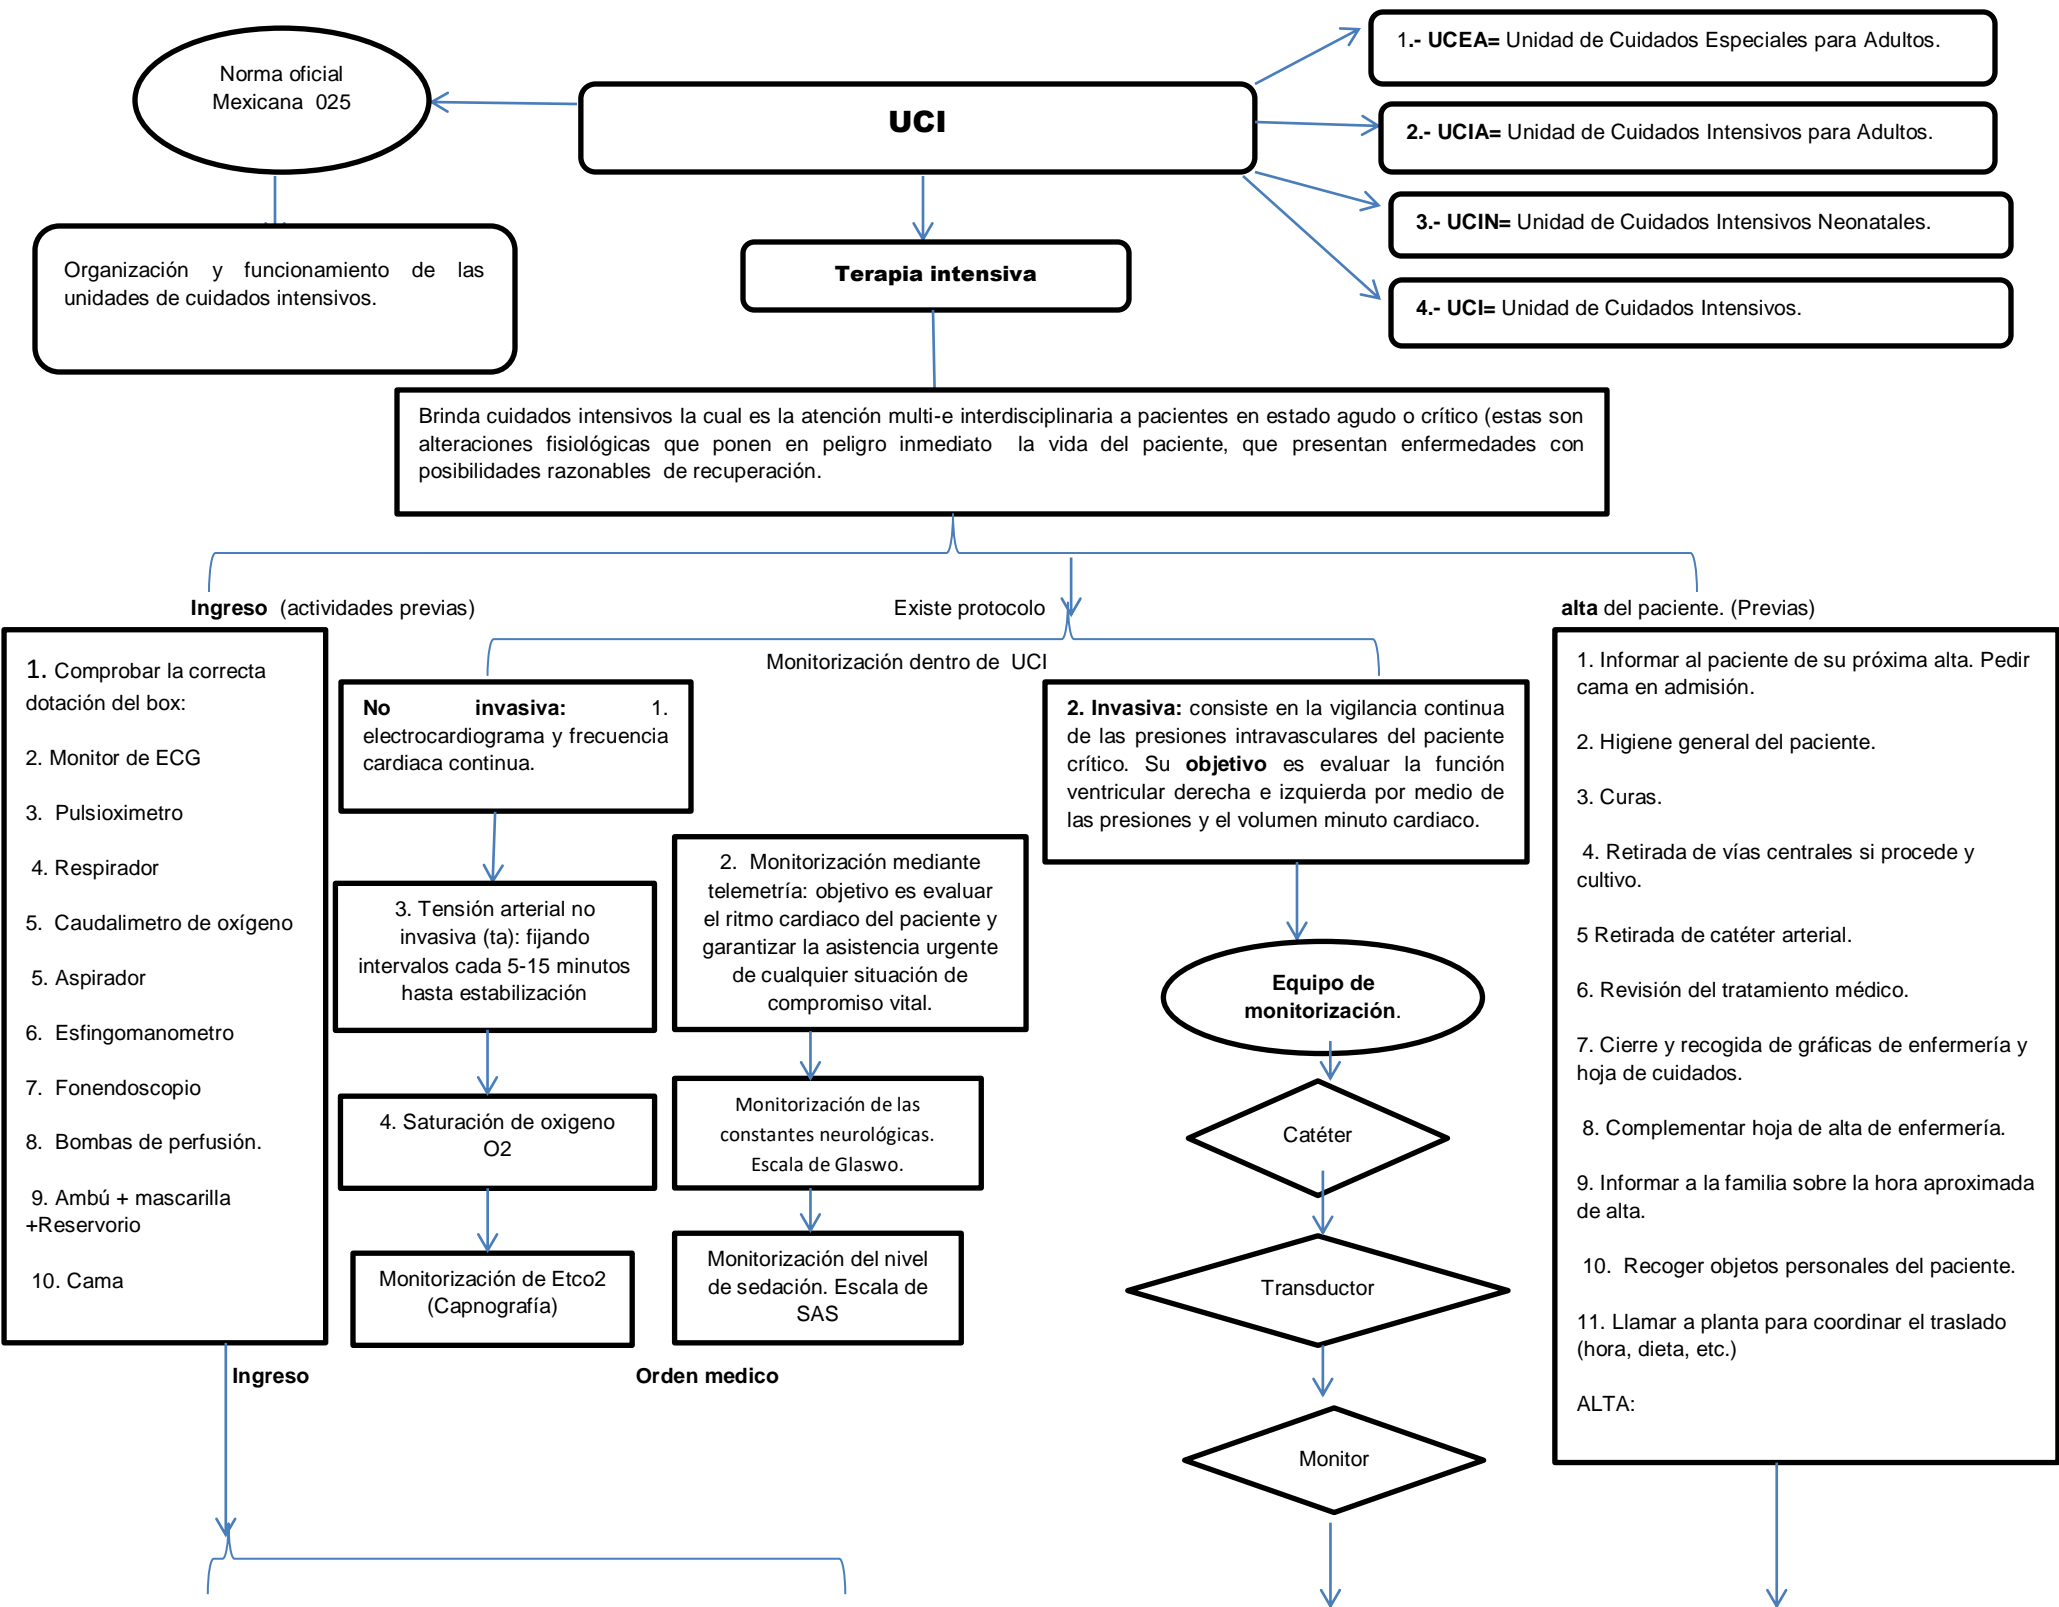 Norma oficial
Mexicana 025
UCI
1.- UCEA= Unidad de Cuidados Especiales para Adultos.
2.- UCIA= Unidad de Cuidados Intensivos para Adultos.
3.- UCIN= Unidad de Cuidados Intensivos Neonatales.
4.- UCI= Unidad de Cuidados Intensivos.
Organización y funcionamiento de las
unidades de cuidados intensivos.
Terapia intensiva
Brinda cuidados intensivos la cual es la atención multi-e interdisciplinaria a pacientes en estado agudo o crítico (estas son
alteraciones fisiológicas que ponen en peligro inmediato la vida del paciente, que presentan enfermedades con
posibilidades razonables de recuperación.
Ingreso (actividades previas)
Existe protocolo
alta del paciente. (Previas)
1. Comprobar la correcta
dotación del box:
2. Monitor de ECG
3. Pulsioximetro
4. Respirador
5. Caudalimetro de oxígeno
5. Aspirador
6. Esfingomanometro
7. Fonendoscopio
8. Bombas de perfusión.
9. Ambú + mascarilla
+Reservorio
10. Cama
Ingreso
Monitorización dentro de UCI
No invasiva: 1.
electrocardiograma y frecuencia
cardiaca continua.
3. Tensión arterial no
invasiva (ta): fijando
intervalos cada 5-15 minutos
hasta estabilización
4. Saturación de oxigeno
O2
Monitorización de Etco2
(Capnografía)
2. Monitorización mediante
telemetría: objetivo es evaluar
el ritmo cardiaco del paciente y
garantizar la asistencia urgente
de cualquier situación de
compromiso vital.
Monitorización de las
constantes neurológicas.
Escala de Glaswo.
Monitorización del nivel
de sedación. Escala de
SAS
Orden medico
2. Invasiva: consiste en la vigilancia continua
de las presiones intravasculares del paciente
crítico. Su objetivo es evaluar la función
ventricular derecha e izquierda por medio de
las presiones y el volumen minuto cardiaco.
Equipo de
monitorización.
Catéter
Transductor
Monitor
1. Informar al paciente de su próxima alta. Pedir
cama en admisión.
2. Higiene general del paciente.
3. Curas.
4. Retirada de vías centrales si procede y
cultivo.
5 Retirada de catéter arterial.
6. Revisión del tratamiento médico.
7. Cierre y recogida de gráficas de enfermería y
hoja de cuidados.
8. Complementar hoja de alta de enfermería.
9. Informar a la familia sobre la hora aproximada
de alta.
10. Recoger objetos personales del paciente.
11. Llamar a planta para coordinar el traslado
(hora, dieta, etc.)
ALTA: